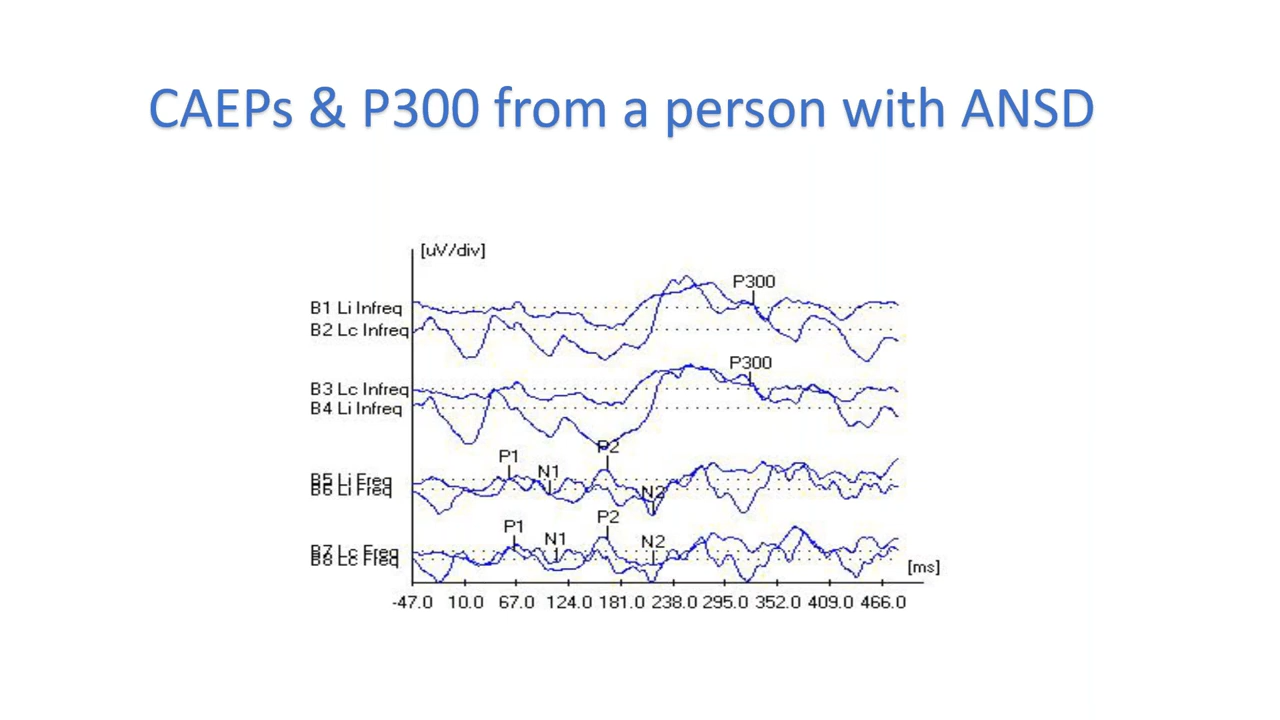 CAEPs & P300 from a person with ANSD
[uV/div]
P300
B1 Li Infreq
B2 Lc Infreq
P300
B3 Lc Infreq
B4 Li Infreq
P1
N1
P2
N2
B5 Li Freq
B6 Li Freq
P1
N1
P2
N2
B7 Lc Freq
B8 Lc Freq
[ms]
-47.0 10.0 67.0 124.0 181.0 238.0 295.0 352.0 409.0 466.0